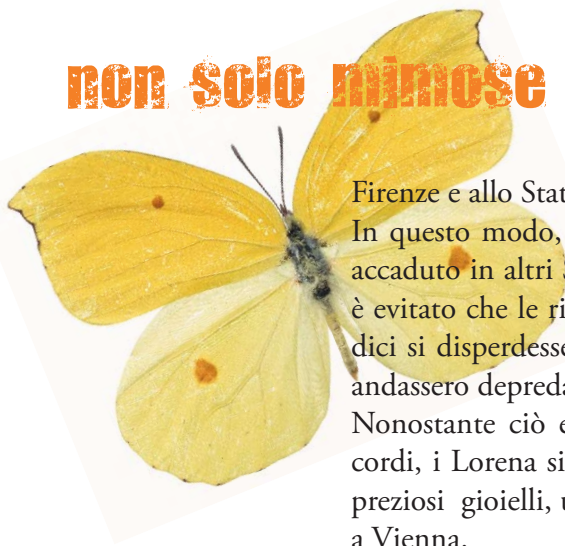 non solo mimose
Firenze e allo Stat
In questo modo,
accaduto in altri
è evitato che le ri
dici si disperdesse
andassero depreda
Nonostante ciò e
cordi, i Lorena si
preziosi gioielli, u
a Vienna.